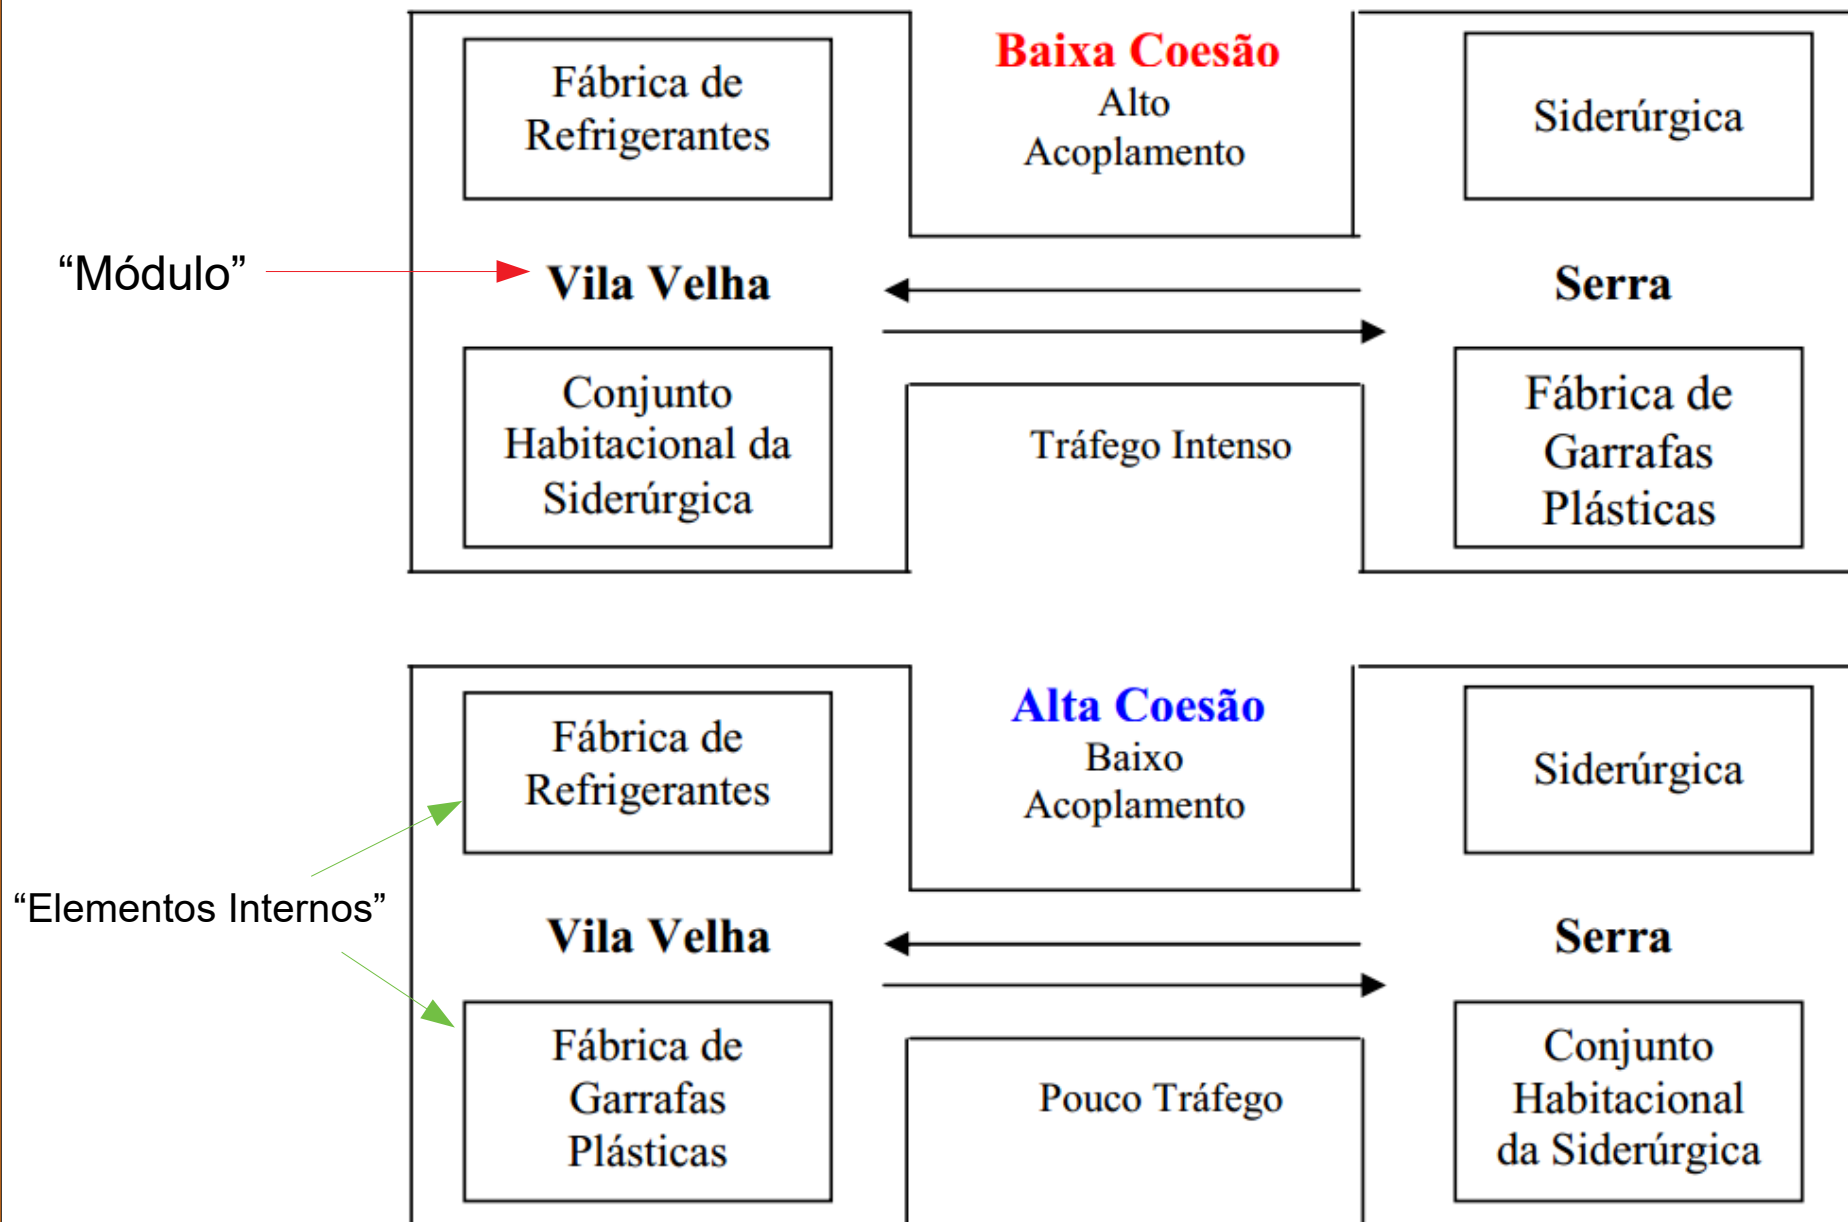 Fábrica de
Refrigerantes
Baixa Coesão
Alto
Acoplamento
Siderúrgica
“Módulo”
Vila Velha
Serra
Conjunto
Habitacional da
Siderúrgica
Tráfego Intenso
Fábrica de
Garrafas
Plásticas
Fábrica de
Refrigerantes
Alta Coesão
Baixo
Acoplamento
Siderúrgica
“Elementos Internos”
Vila Velha
Serra
Fábrica de
Garrafas
Plásticas
Pouco Tráfego
Conjunto
Habitacional
da Siderúrgica